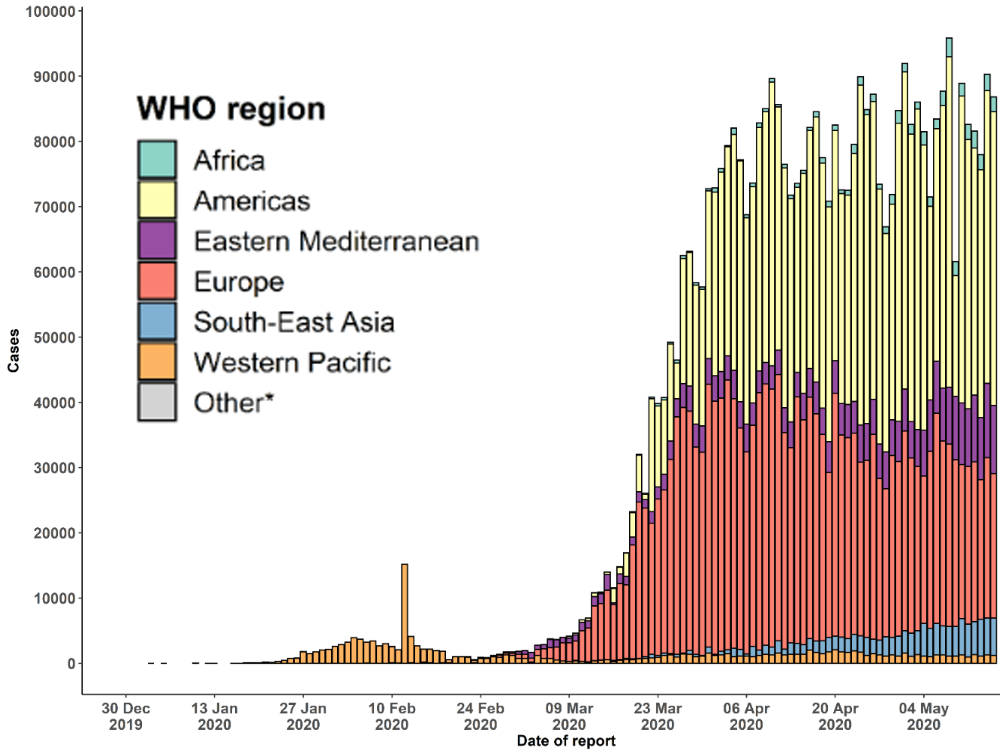 100000
90000
80000
70000
60000
50000
40000
30000
20000
10000
0
Cases
WHO region
Africa
Americas
Eastern Mediterranean
Europe
South-East Asia
Western Pacific
Other*
30 Dec 13 Jan 27 Jan 10 Feb 24 Feb 09 Mar 23 Mar 06 Apr 20 Apr 04 May
2019 2020 2020 2020 2020 2020 2020 2020 2020 2020
Date of report